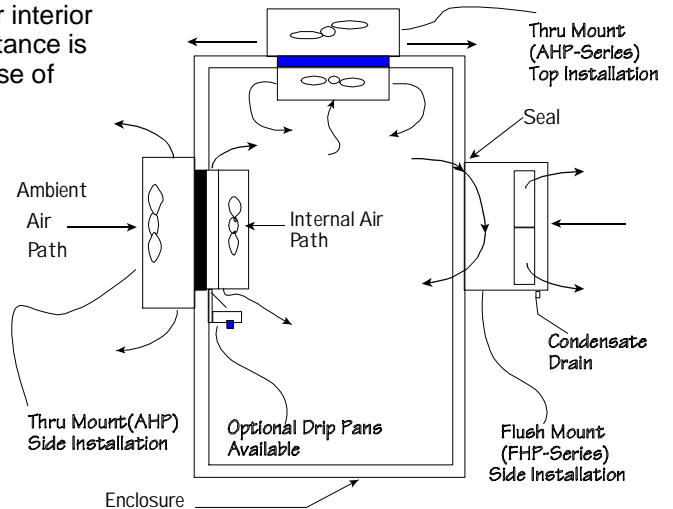 r interior
tance is
se of
Thru Mount
(AHP-Series)
Top Installation
Seal
Ambient
Air
Path
Internal Air
Path
Condensate
Drain
Thru Mount(AHP)
Side Installation
Optional Drip Pans
Available
Flush Mount
(FHP-Series)
Side Installation
Enclosure